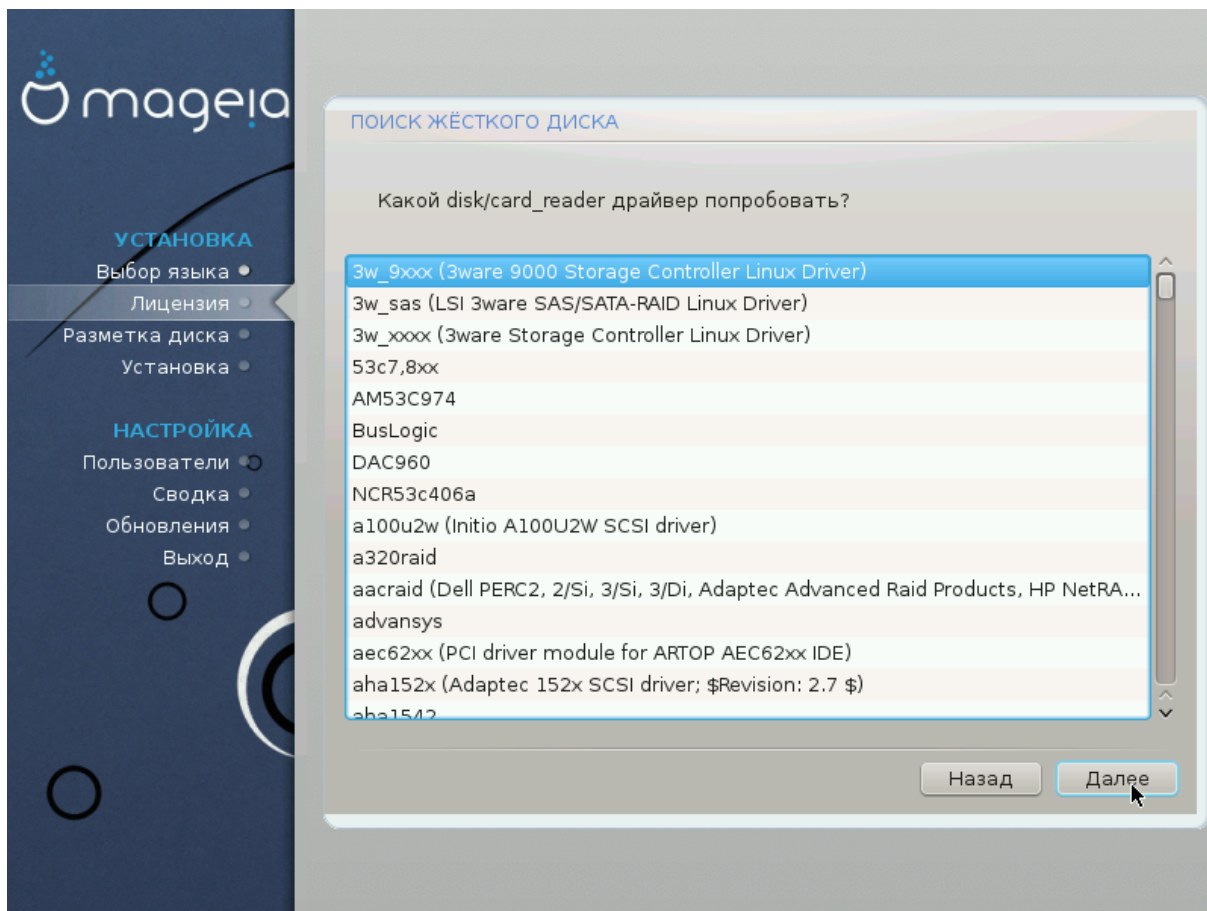 mageia
УСТАНОВКА
Выбор языка
Лицензия
Разметка диска
Установка
НАСТРОЙКА
Пользователи
Сводка
Обновления
Выход
ПОИСК ЖЁСТКОГО ДИСКА
Какой disk/card_reader драйвер попробовать?
3w_9xxx (3ware 9000 Storage Controller Linux Driver)
3w_sas (LSI 3ware SAS/SATA-RAID Linux Driver)
3w_xxxx (3ware Storage Controller Linux Driver)
53c7,8xx
AM53C974
BusLogic
DAC960
NCR53c406a
a100u2w (Initio A100U2W SCSI driver)
a320raid
aacraid (Dell PERC2, 2/Si, 3/Si, 3/Di, Adaptec Advanced Raid Products, HP NetRA...
advansys
aec62xx (PCI driver module for ARTOP AEC62xx IDE)
aha152x (Adaptec 152x SCSI driver; $Revision: 2.7 $)
aha1542
Назад
Далее